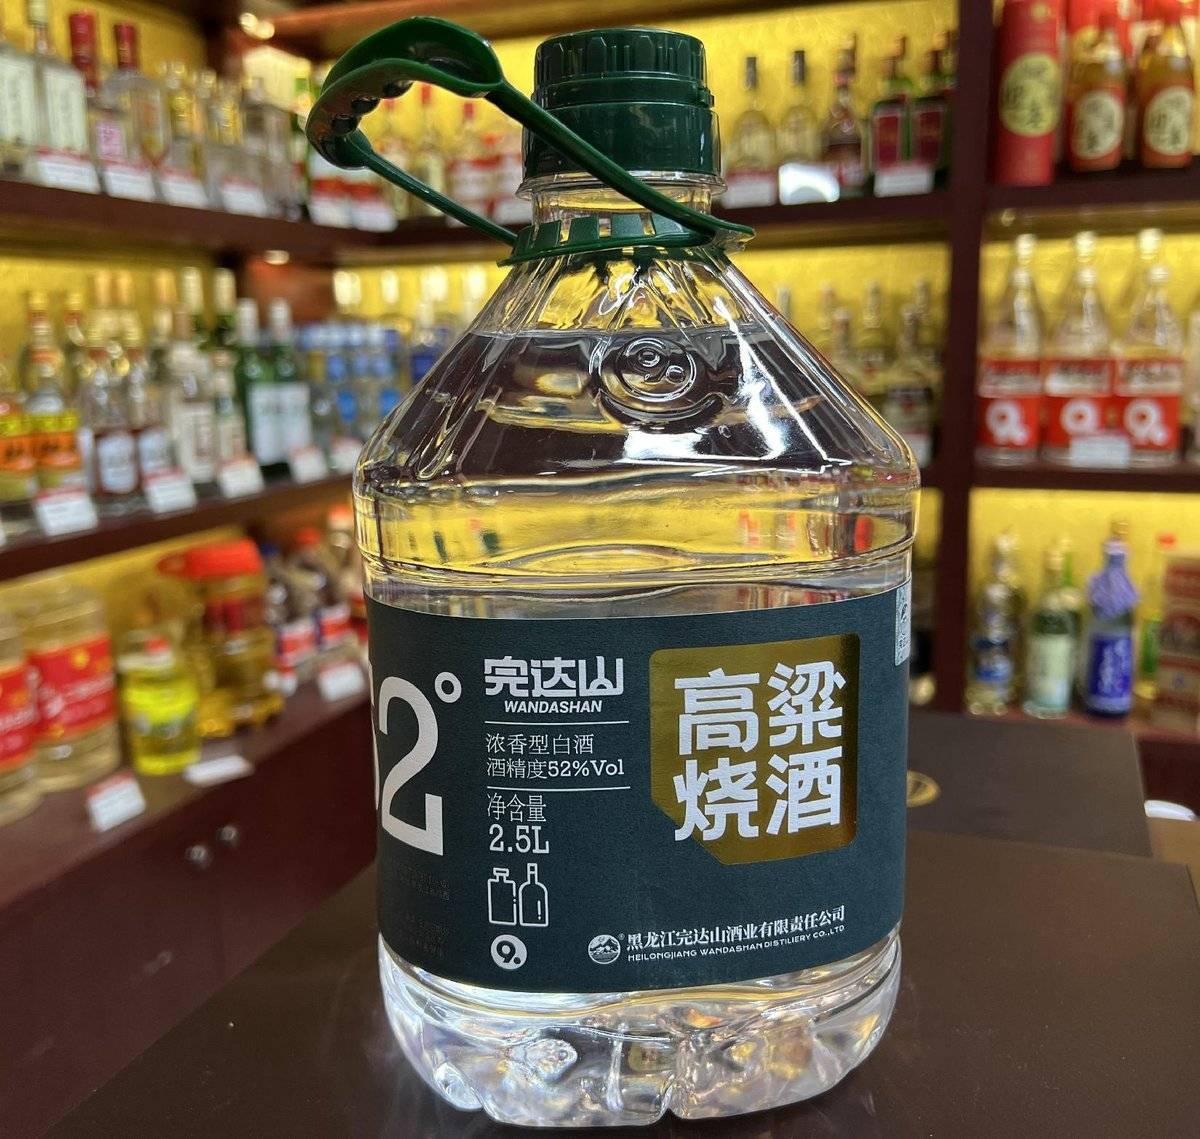 52°
完达山
WANDASHAN
浓香型白酒
酒精度52%Vol
净含量
2.5L
9.
高粱
烧酒
黑龙江完达山酒业有限责任公司
HEILONGJIANG WANDASHAN DISTILIERY CO.,LTD